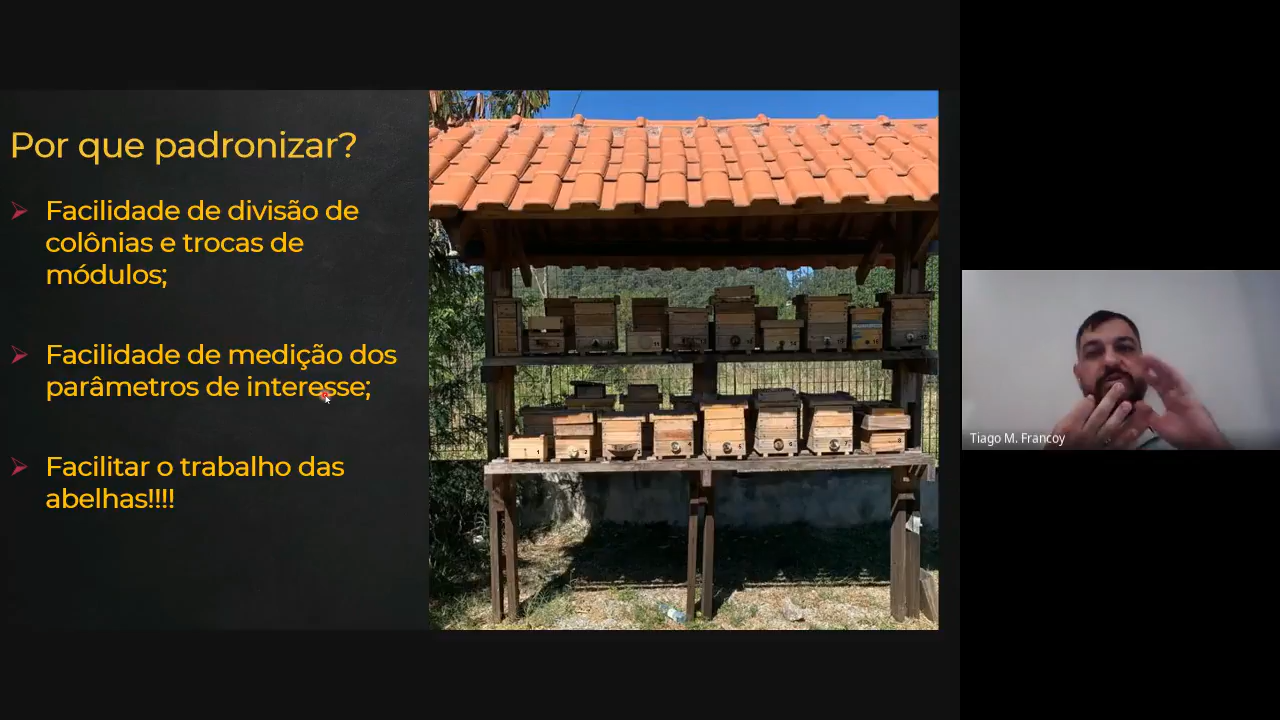 Por que padronizar?
Facilidade de divisão de
colônias e trocas de
módulos;
Facilidade de medição dos
parâmetros de interesse;
Facilitar o trabalho das
abelhas!!!!
Tiago M. Francoy